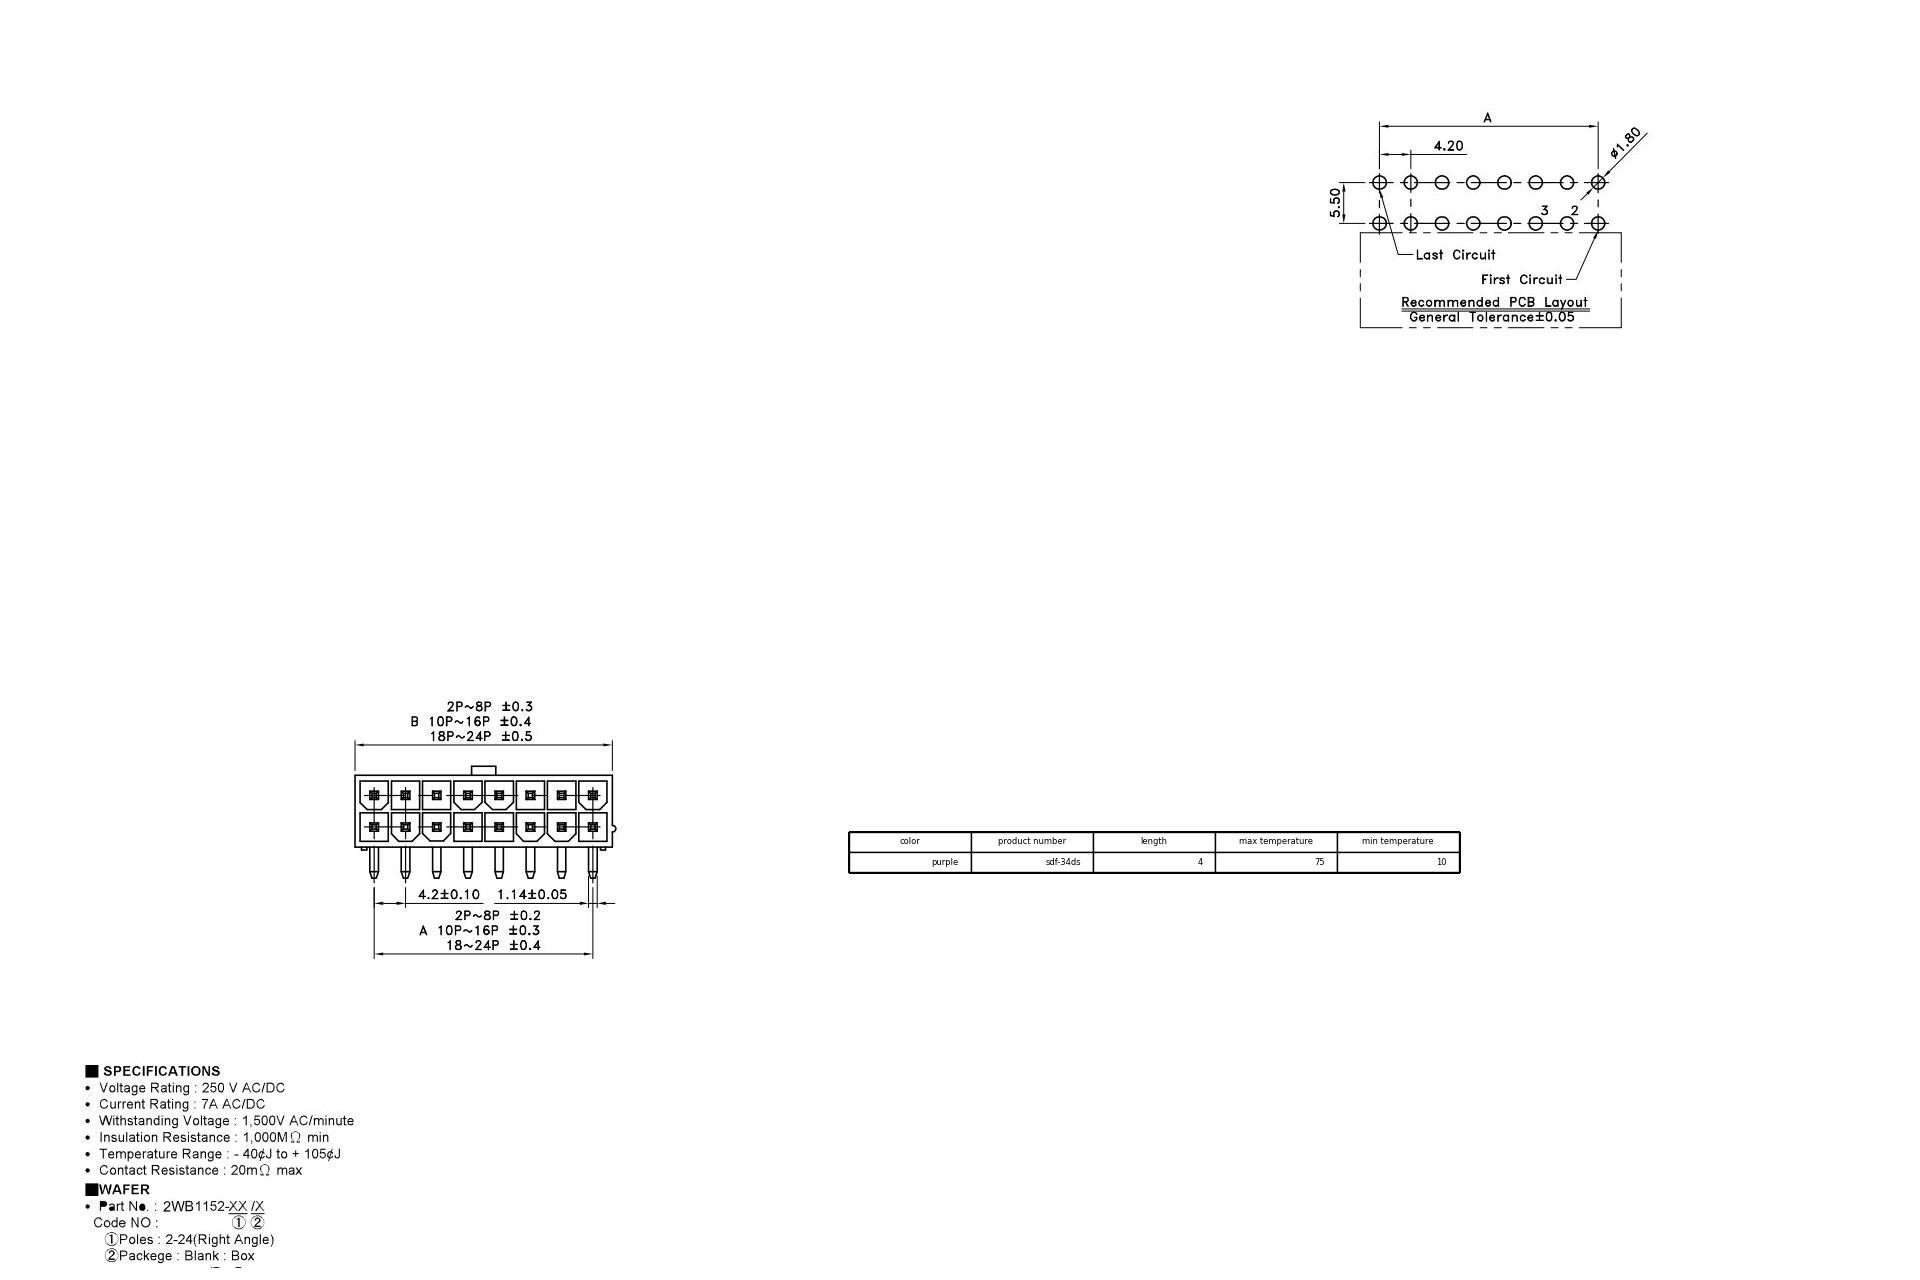 A
4.20
ø1.80
5.50
3 2
Last Circuit
First Circuit
Recommended PCB Layout
General Tolerance±0.05
2P~8P ±0.3
B 10P~16P ±0.4
18P~24P ±0.5
4.2±0.10 1.14±0.05
2P~8P ±0.2
A 10P~16P ±0.3
18~24P ±0.4
color product number length max temperature min temperature
purple sdf-34ds 4 75 10
■ SPECIFICATIONS
• Voltage Rating : 250 V AC/DC
• Current Rating : 7A AC/DC
• Withstanding Voltage : 1,500V AC/minute
• Insulation Resistance : 1,000MΩ min
• Temperature Range : - 40¢J to + 105¢J
• Contact Resistance : 20mΩ max
■WAFER
• Part No. : 2WB1152-XX /X
Code NO : ① ②
①Poles : 2-24(Right Angle)
②Packege : Blank : Box